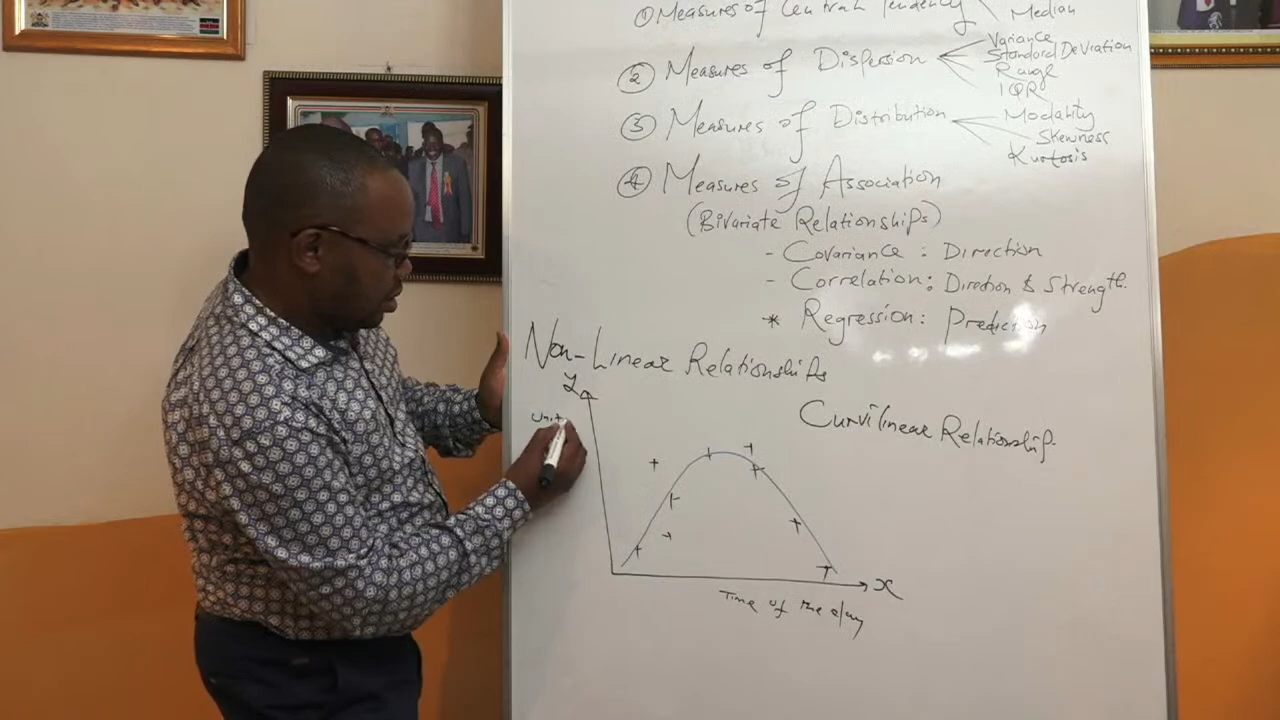 ① Measures of Central Tendency
Median
② Measures of Dispersion
Variance
Standard Deviation
Range
IQR
③ Measures of Distribution
Modality
Skewness
Kurtosis
④ Measures of Association
(Bivariate Relationships)
- Covariance : Direction
- Correlation : Direction & Strength.
* Regression : Prediction
Non-Linear Relationships
Curvilinear Relationship.
Y
Unit
X
Time of the day